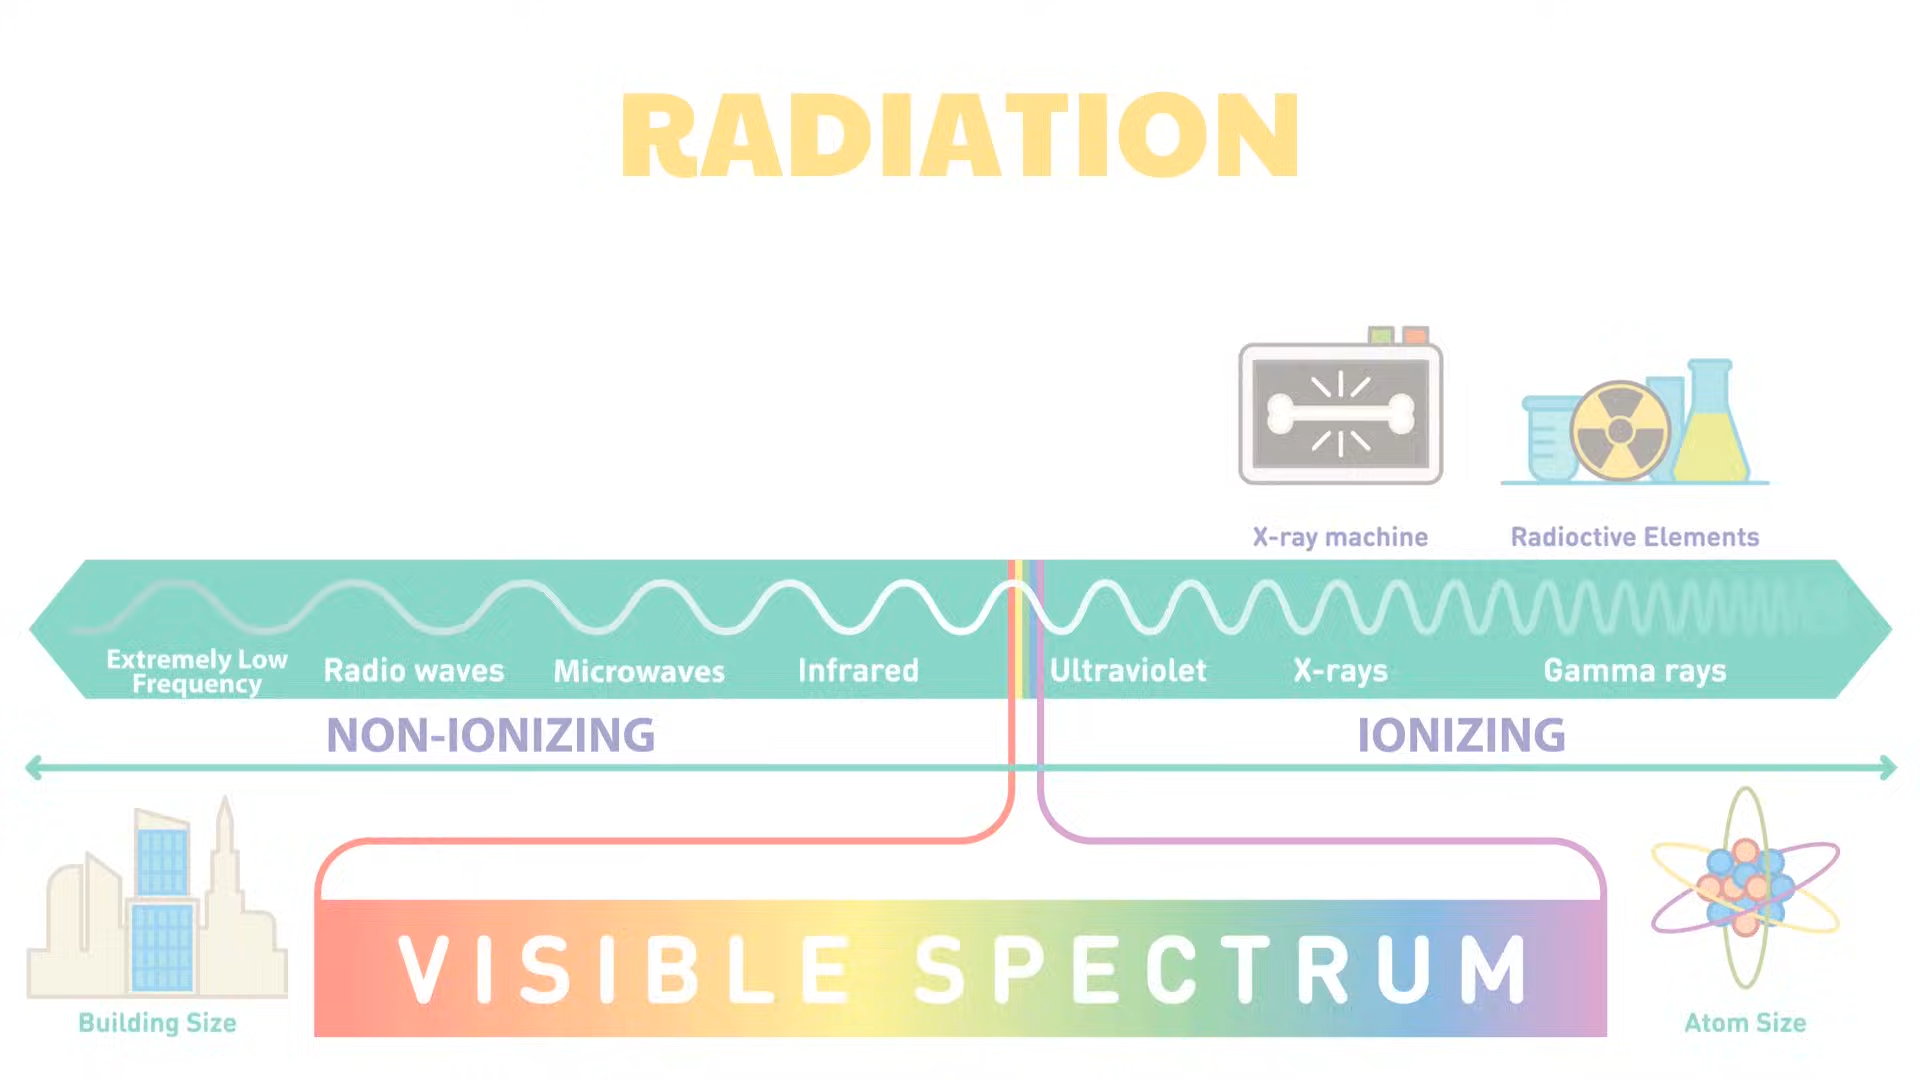 RADIATION
X-ray machine
Radioctive Elements
Extremely Low
Frequency
Radio waves
Microwaves
Infrared
Ultraviolet
X-rays
Gamma rays
NON-IONIZING
IONIZING
VISIBLE SPECTRUM
Building Size
Atom Size